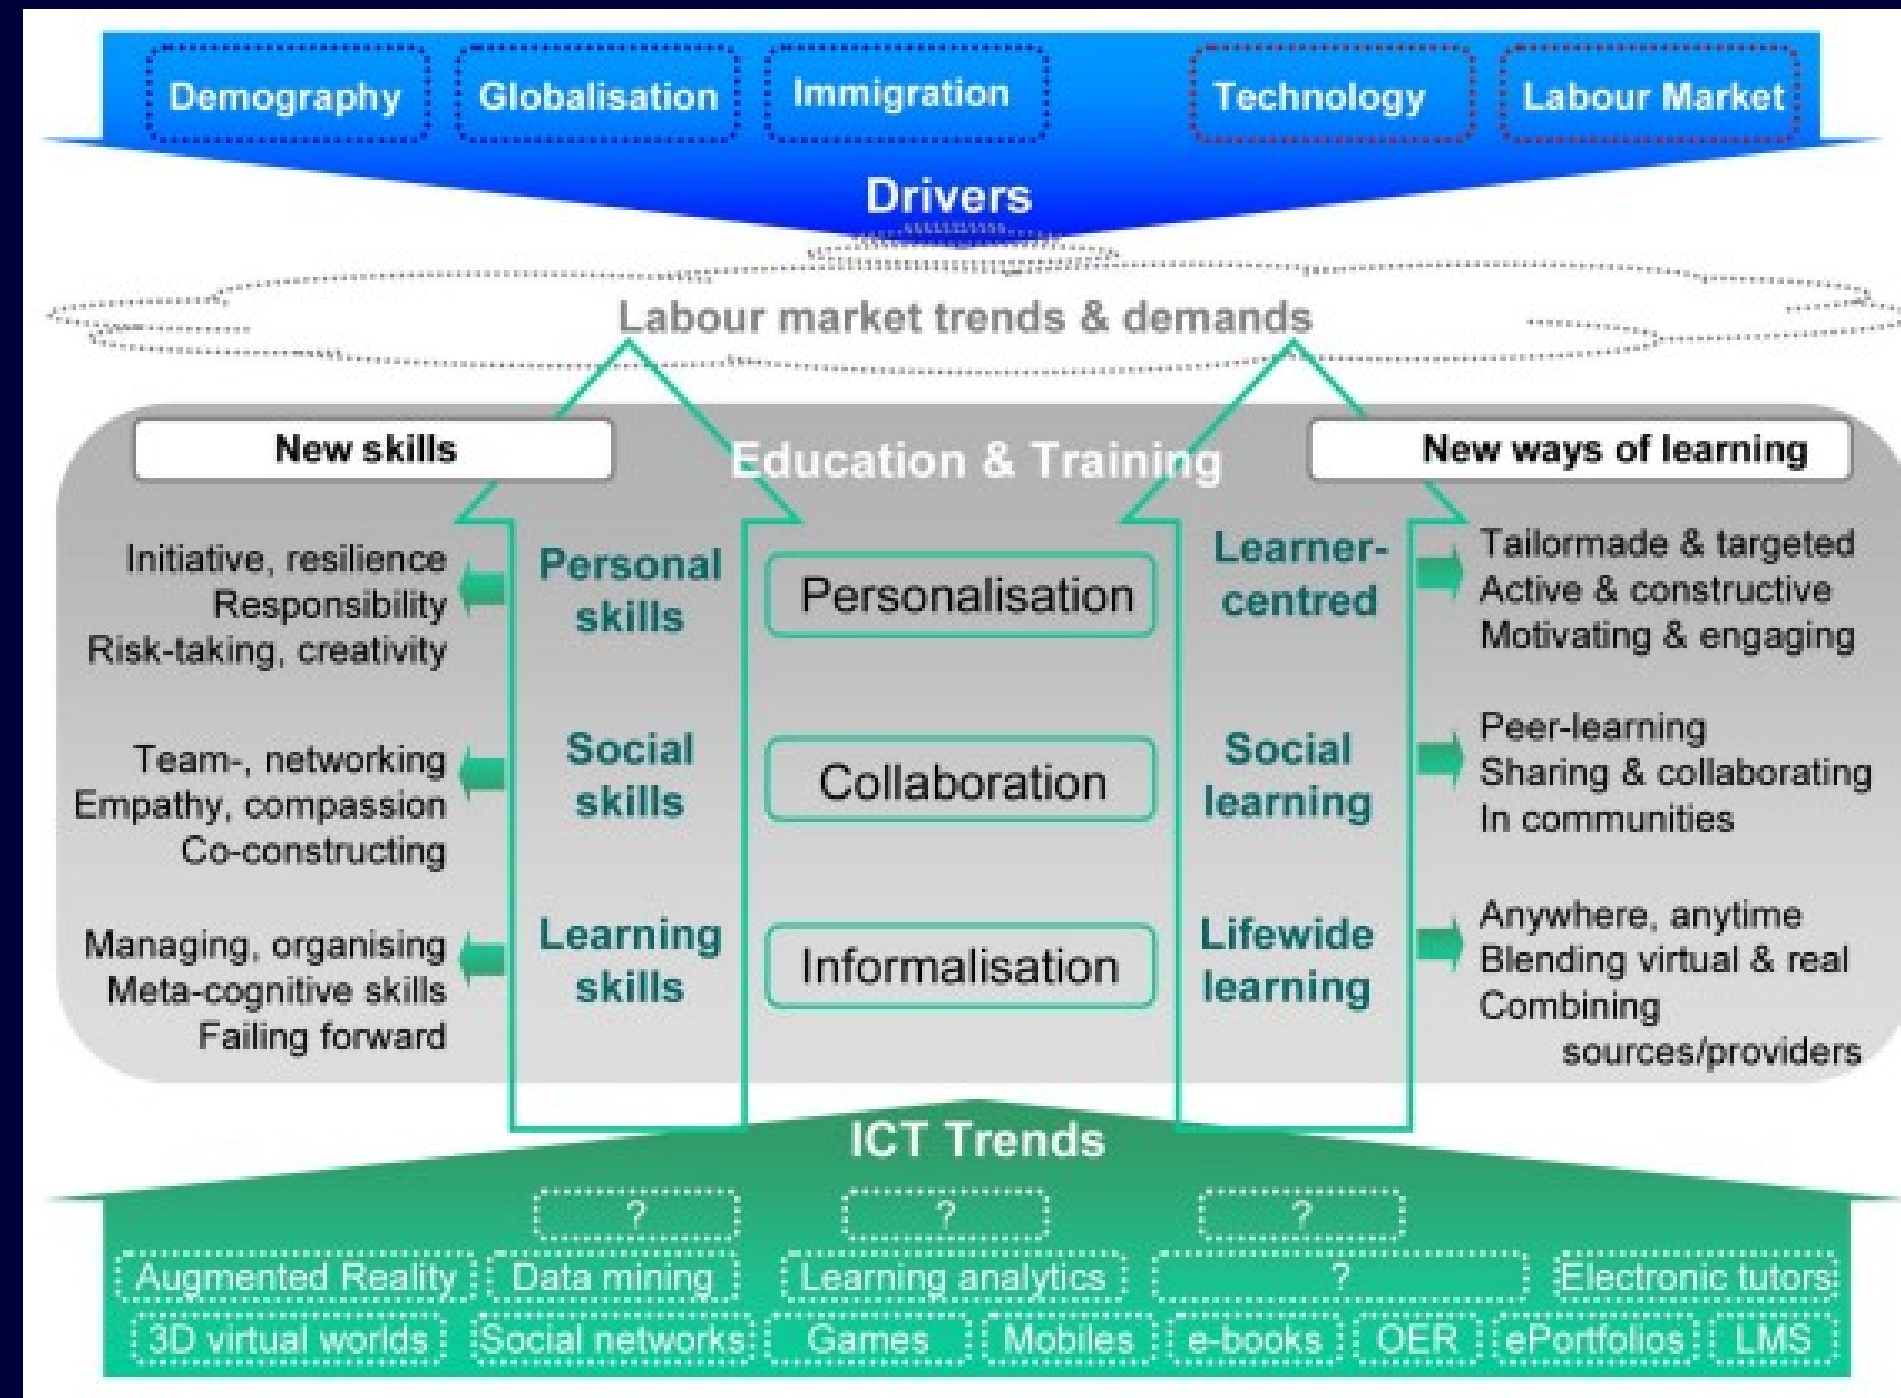 Demography Globalisation Immigration Technology Labour Market
Drivers
Labour market trends & demands
New skills
Education & Training
New ways of learning
Initiative, resilience
Responsibility
Risk-taking, creativity
Personal
skills
Personalisation
Learner-
centred
Tailormade & targeted
Active & constructive
Motivating & engaging
Team-, networking
Empathy, compassion
Co-constructing
Social
skills
Collaboration
Social
learning
Peer-learning
Sharing & collaborating
In communities
Managing, organising
Meta-cognitive skills
Failing forward
Learning
skills
Informalisation
Lifewide
learning
Anywhere, anytime
Blending virtual & real
Combining
sources/providers
ICT Trends
? ? ?
Augmented Reality Data mining Learning analytics ? Electronic tutors
3D virtual worlds Social networks Games Mobiles e-books OER ePortfolios LMS